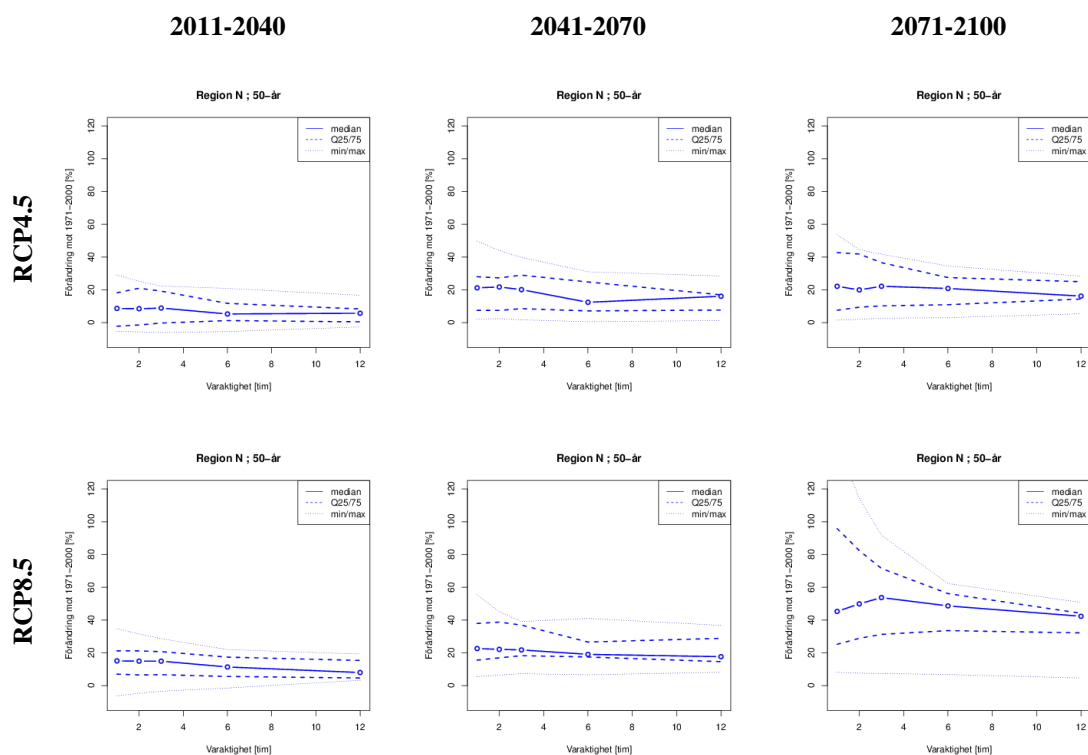 2011-2040 2041-2070 2071-2100
RCP4.5
Region N ; 50−år
median
Q25/75
min/max
Förändring mot 1971−2000 [%]
120
100
80
60
40
20
0
2 4 6 8 10 12
Varaktighet [tim]
Region N ; 50−år
median
Q25/75
min/max
Förändring mot 1971−2000 [%]
120
100
80
60
40
20
0
2 4 6 8 10 12
Varaktighet [tim]
Region N ; 50−år
median
Q25/75
min/max
Förändring mot 1971−2000 [%]
120
100
80
60
40
20
0
2 4 6 8 10 12
Varaktighet [tim]
RCP8.5
Region N ; 50−år
median
Q25/75
min/max
Förändring mot 1971−2000 [%]
120
100
80
60
40
20
0
2 4 6 8 10 12
Varaktighet [tim]
Region N ; 50−år
median
Q25/75
min/max
Förändring mot 1971−2000 [%]
120
100
80
60
40
20
0
2 4 6 8 10 12
Varaktighet [tim]
Region N ; 50−år
median
Q25/75
min/max
Förändring mot 1971−2000 [%]
120
100
80
60
40
20
0
2 4 6 8 10 12
Varaktighet [tim]